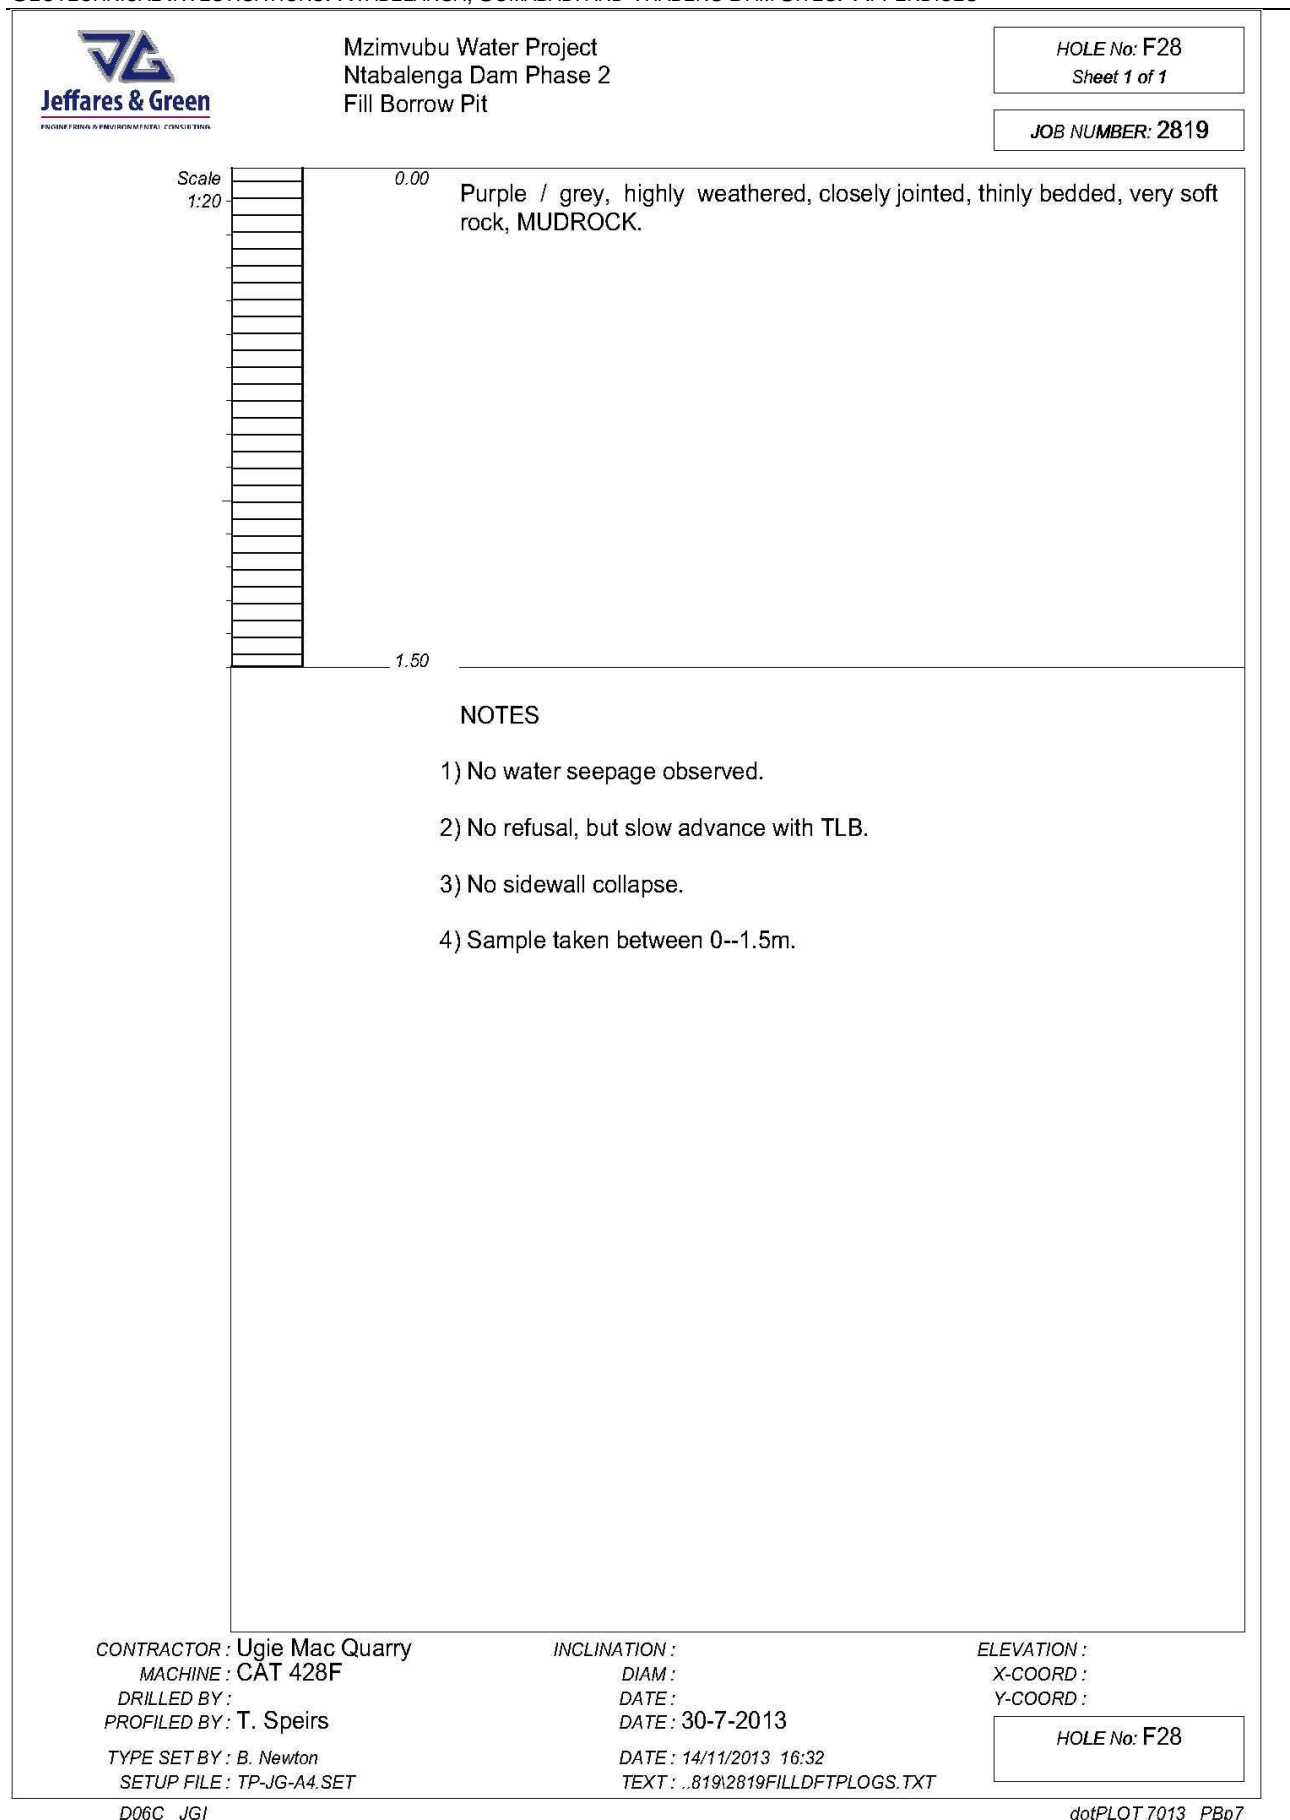 Jeffares & Green
ENGINEERING & ENVIRONMENTAL CONSULTING
Mzimvubu Water Project
Ntabalenga Dam Phase 2
Fill Borrow Pit
HOLE No: F28
Sheet 1 of 1
JOB NUMBER: 2819
Scale
1:20
0.00
Purple / grey, highly weathered, closely jointed, thinly bedded, very soft
rock, MUDROCK.
1.50
NOTES
1) No water seepage observed.
2) No refusal, but slow advance with TLB.
3) No sidewall collapse.
4) Sample taken between 0--1.5m.
CONTRACTOR : Ugie Mac Quarry
MACHINE : CAT 428F
DRILLED BY :
PROFILED BY : T. Speirs
TYPE SET BY : B. Newton
SETUP FILE : TP-JG-A4.SET
INCLINATION :
DIAM :
DATE :
DATE : 30-7-2013
DATE : 14/11/2013 16:32
TEXT : ..819\2819FILLDFTPLOGS.TXT
ELEVATION :
X-COORD :
Y-COORD :
HOLE No: F28
D06C JGI
dotPLOT 7013 PBp7